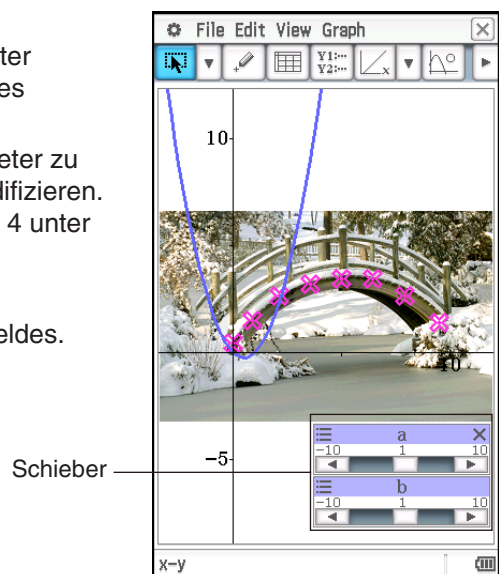 ter
es
eter zu
difizieren.
4 unter
eldes.
Schieber
File Edit View Graph
Y1:···
Y2:···
x
10
10
-5
a
-10 1 10
b
-10 1 10
x-y